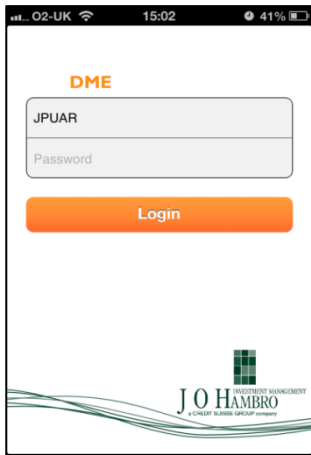 O2-UK 15:02 41%
DME
JPUAR
Password
Login
INVESTMENT MANAGEMENT
J O HAMBRO
a CREDIT SUISSE GROUP company